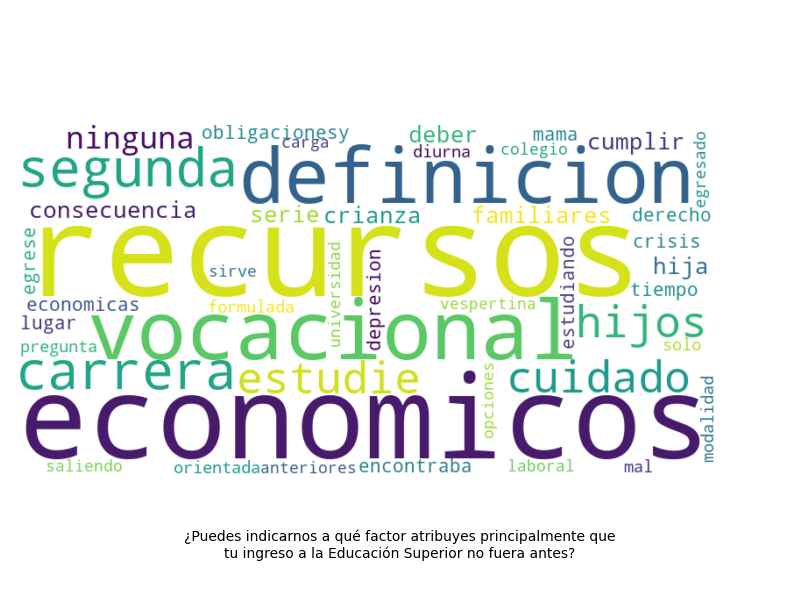 ninguna obligacionesy carga deber mama cumplir
segunda definicion diurna colegio egresado
consecuencia serie crianza familiares derecho
egrese recursos universidad depresion estudiando crisis
sirve hija
economicas formulada vespertina tiempo
lugar vocacional hijos
pregunta solo
carrera estudie opciones cuidado modalidad
economicos
saliendo orientada anteriores encontraba laboral mal
¿Puedes indicarnos a qué factor atribuyes principalmente que
tu ingreso a la Educación Superior no fuera antes?